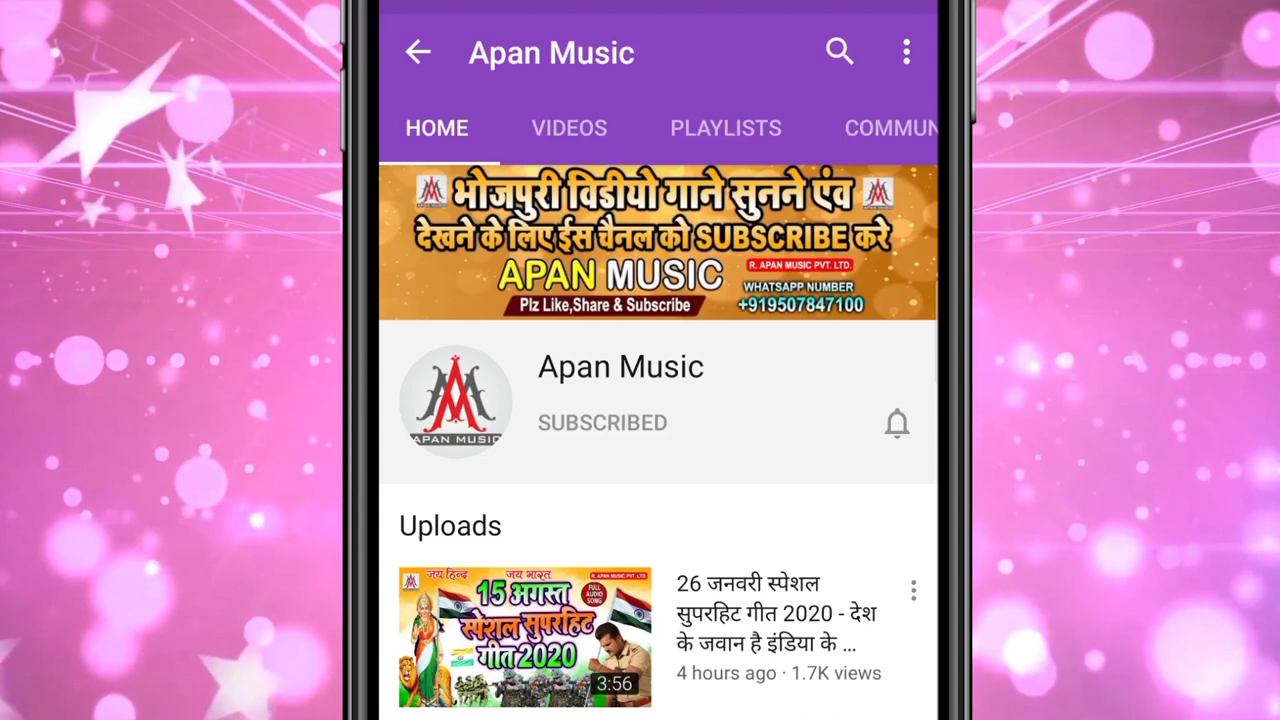 Apan Music
HOME VIDEOS PLAYLISTS COMMUN
भोजपुरी विडीयो गाने सुनने एंव
देखने के लिए ईस चैनल को SUBSCRIBE करे
APAN MUSIC
R. APAN MUSIC PVT. LTD.
WHATSAPP NUMBER
Plz Like,Share & Subscribe
+919507847100
Apan Music
SUBSCRIBED
APAN MUSIC
Uploads
जय हिन्द जय भारत
R. APAN MUSIC PVT. LTD
15 अगस्त
FULL AUDIO SONG
स्पेशल सुपरहिट
गीत 2020
3:56
26 जनवरी स्पेशल
सुपरहिट गीत 2020 - देश
के जवान है इंडिया के ...
4 hours ago · 1.7K views